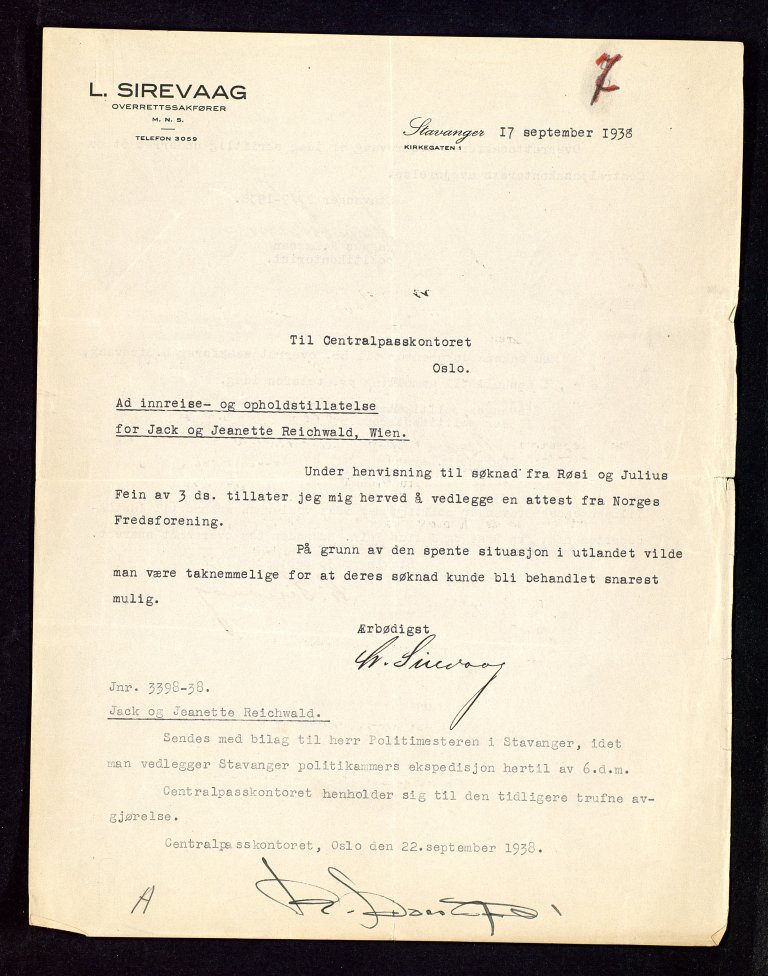 7
L. SIREVAAG
OVERRETTSSAKFØRER
M. N. S.
TELEFON 3059
Stavanger 17 september 1938
KIRKEGATEN 1
Til Centralpasskontoret
Oslo.
Ad innreise- og opholdstillatelse
for Jack og Jeanette Reichwald, Wien.
Under henvisning til søknad fra Røsi og Julius
Fein av 3 ds. tillater jeg mig herved å vedlegge en attest fra Norges
Fredsforening.
På grunn av den spente situasjon i utlandet vilde
man være taknemmelige for at deres søknad kunde bli behandlet snarest
mulig.
Ærbødigst
L. Sirevaag
Jnr. 3398-38.
Jack og Jeanette Reichwald.
Sendes med bilag til herr Politimesteren i Stavanger, idet
man vedlegger Stavanger politikammers ekspedisjon hertil av 6.d.m.
Centralpasskontoret henholder sig til den tidligere trufne av-
gjørelse.
Centralpasskontoret, Oslo den 22.september 1938.
A